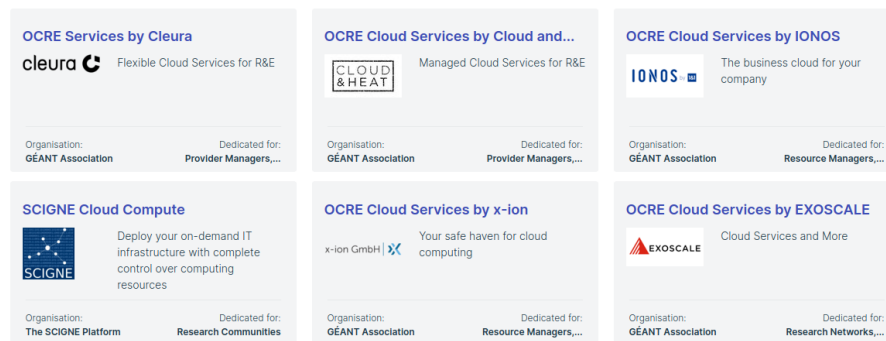 OCRE Services by Cleura
cleura
Flexible Cloud Services for R&E
Organisation:
Dedicated for:
GÉANT Association
Provider Managers,...
OCRE Cloud Services by Cloud and...
CLOUD
&HEAT
Managed Cloud Services for R&E
Organisation:
Dedicated for:
GÉANT Association
Provider Managers,...
OCRE Cloud Services by IONOS
IONOS
The business cloud for your
company
Organisation:
Dedicated for:
GÉANT Association
Resource Managers,...
SCIGNE Cloud Compute
SCIGNE
Deploy your on-demand IT
infrastructure with complete
control over computing
resources
Organisation:
Dedicated for:
The SCIGNE Platform
Research Communities
OCRE Cloud Services by x-ion
x-ion GmbH
Your safe haven for cloud
computing
Organisation:
Dedicated for:
GÉANT Association
Resource Managers,...
OCRE Cloud Services by EXOSCALE
EXOSCALE
Cloud Services and More
Organisation:
Dedicated for:
GÉANT Association
Research Networks,...